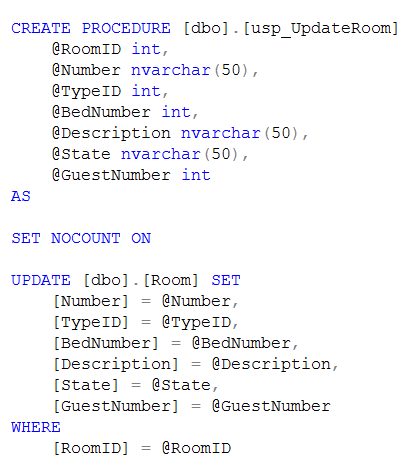 CREATE PROCEDURE [dbo].[usp_UpdateRoom]
@RoomID int,
@Number nvarchar(50),
@TypeID int,
@BedNumber int,
@Description nvarchar(50),
@State nvarchar(50),
@GuestNumber int
AS
SET NOCOUNT ON
UPDATE [dbo].[Room] SET
[Number] = @Number,
[TypeID] = @TypeID,
[BedNumber] = @BedNumber,
[Description] = @Description,
[State] = @State,
[GuestNumber] = @GuestNumber
WHERE
[RoomID] = @RoomID